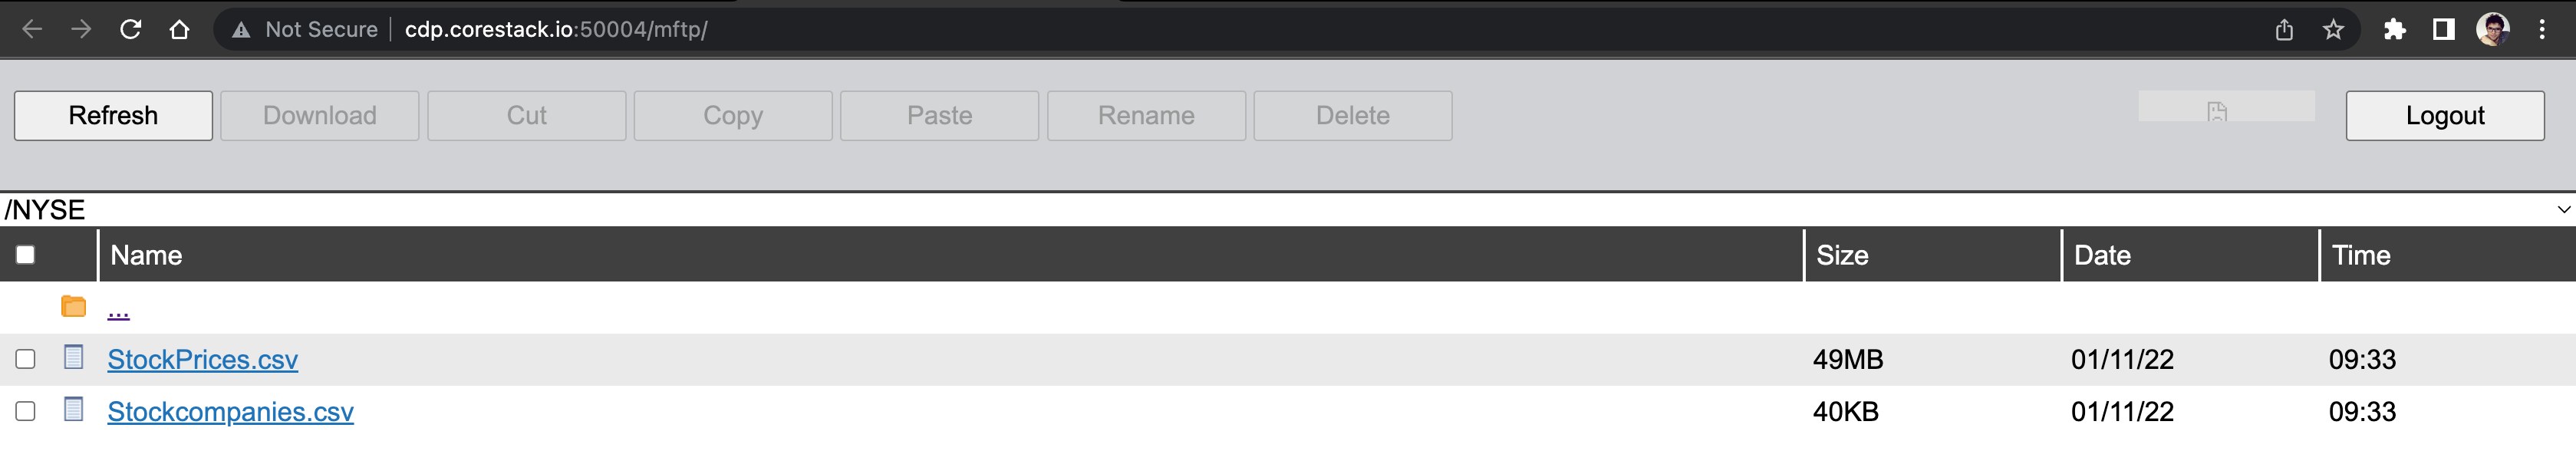 Not Secure cdp.corestack.io:50004/mftp/
Refresh Download Cut Copy Paste Rename Delete Logout
/NYSE
Name Size Date Time
...
StockPrices.csv 49MB 01/11/22 09:33
Stockcompanies.csv 40KB 01/11/22 09:33